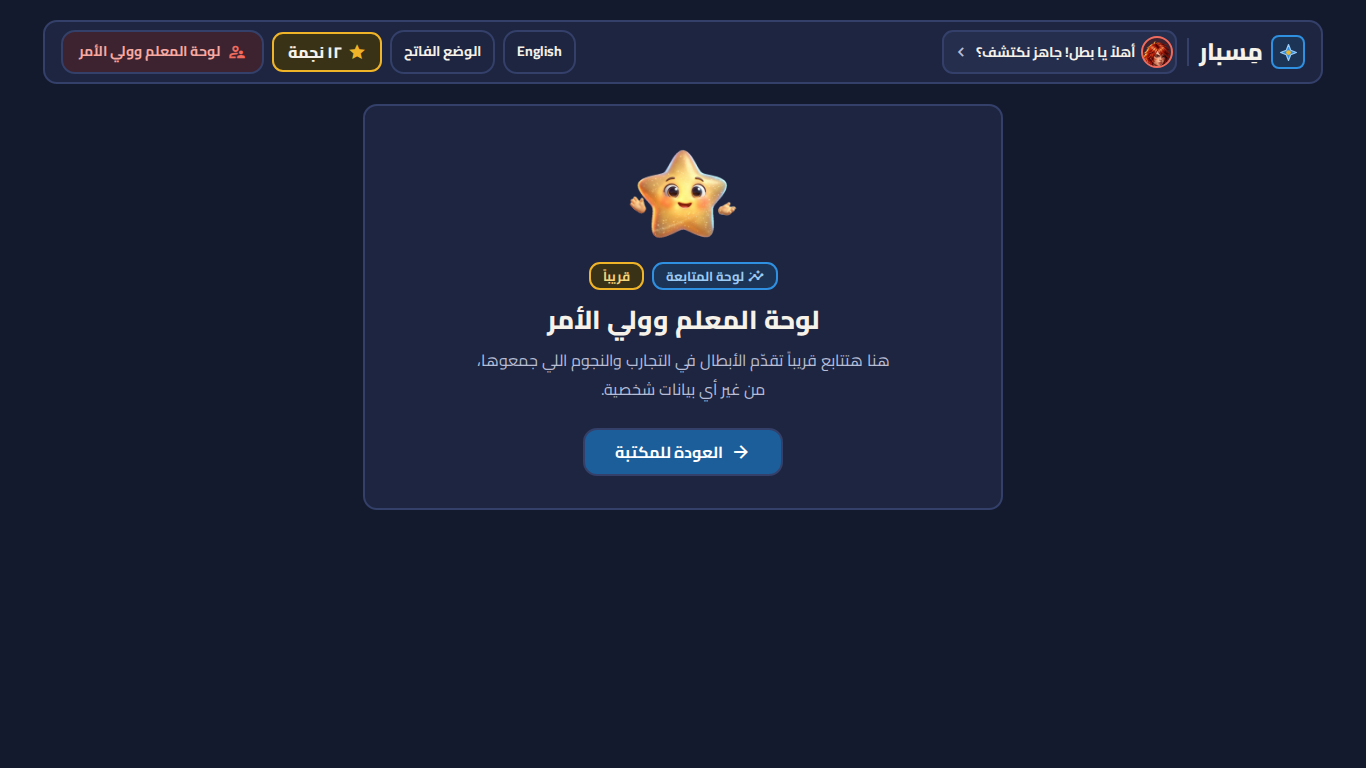 مِسبار
أهلاً يا بطل! جاهز نكتشف؟
English
الوضع الفاتح
١٢ نجمة
لوحة المعلم وولي الأمر
لوحة المتابعة
قريباً
لوحة المعلم وولي الأمر
هنا هتتابع قريباً تقدّم الأبطال في التجارب والنجوم اللي جمعوها،
من غير أي بيانات شخصية.
العودة للمكتبة